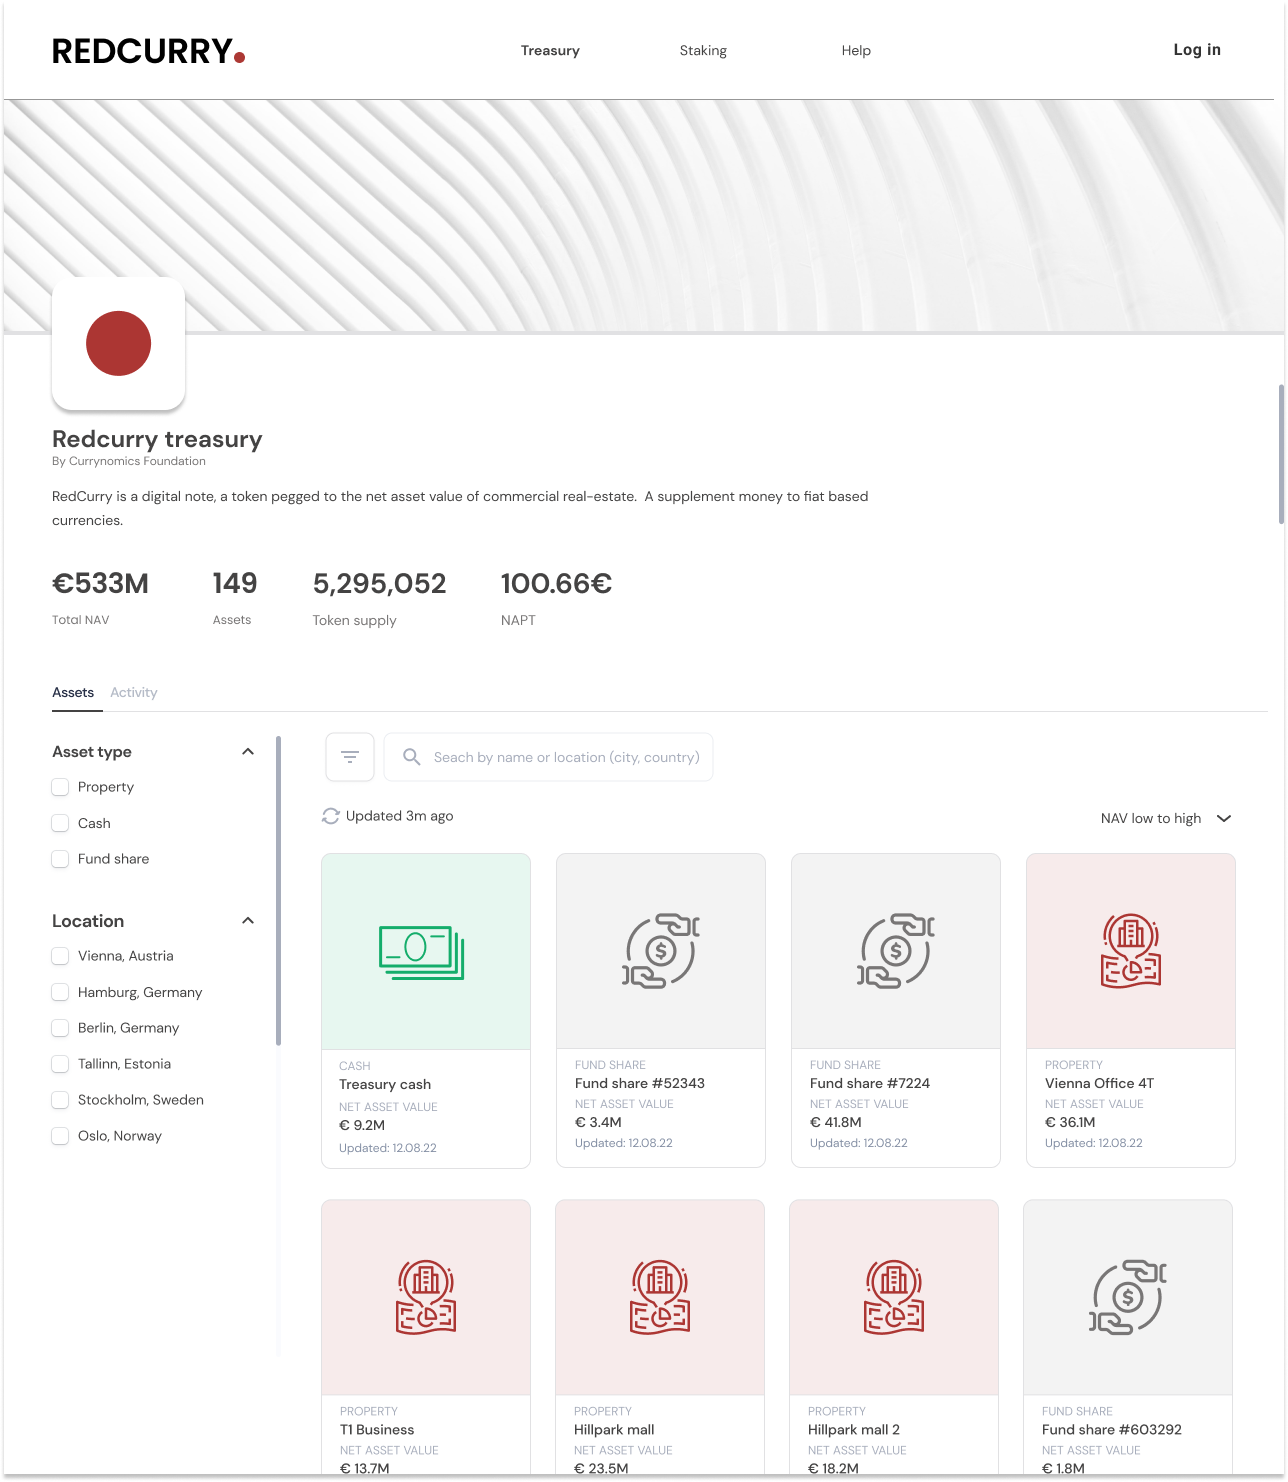 REDCURRY.
Treasury
Staking
Help
Log in
Redcurry treasury
By Currynomics Foundation
RedCurry is a digital note, a token pegged to the net asset value of commercial real-estate.  A supplement money to fiat based
currencies.
€533M
149
5,295,052
100.66€
Total NAV
Assets
Token supply
NAPT
Assets
Activity
Asset type
Property
Cash
Fund share
Location
Vienna, Austria
Hamburg, Germany
Berlin, Germany
Tallinn, Estonia
Stockholm, Sweden
Oslo, Norway
Seach by name or location (city, country)
Updated 3m ago
NAV low to high
CASH
Treasury cash
NET ASSET VALUE
€ 9.2M
Updated: 12.08.22
$
FUND SHARE
Fund share #52343
NET ASSET VALUE
€ 3.4M
Updated: 12.08.22
$
FUND SHARE
Fund share #7224
NET ASSET VALUE
€ 41.8M
Updated: 12.08.22
PROPERTY
Vienna Office 4T
NET ASSET VALUE
€ 36.1M
Updated: 12.08.22
PROPERTY
T1 Business
NET ASSET VALUE
€ 13.7M
PROPERTY
Hillpark mall
NET ASSET VALUE
€ 23.5M
PROPERTY
Hillpark mall 2
NET ASSET VALUE
€ 18.2M
$
FUND SHARE
Fund share #603292
NET ASSET VALUE
€ 1.8M